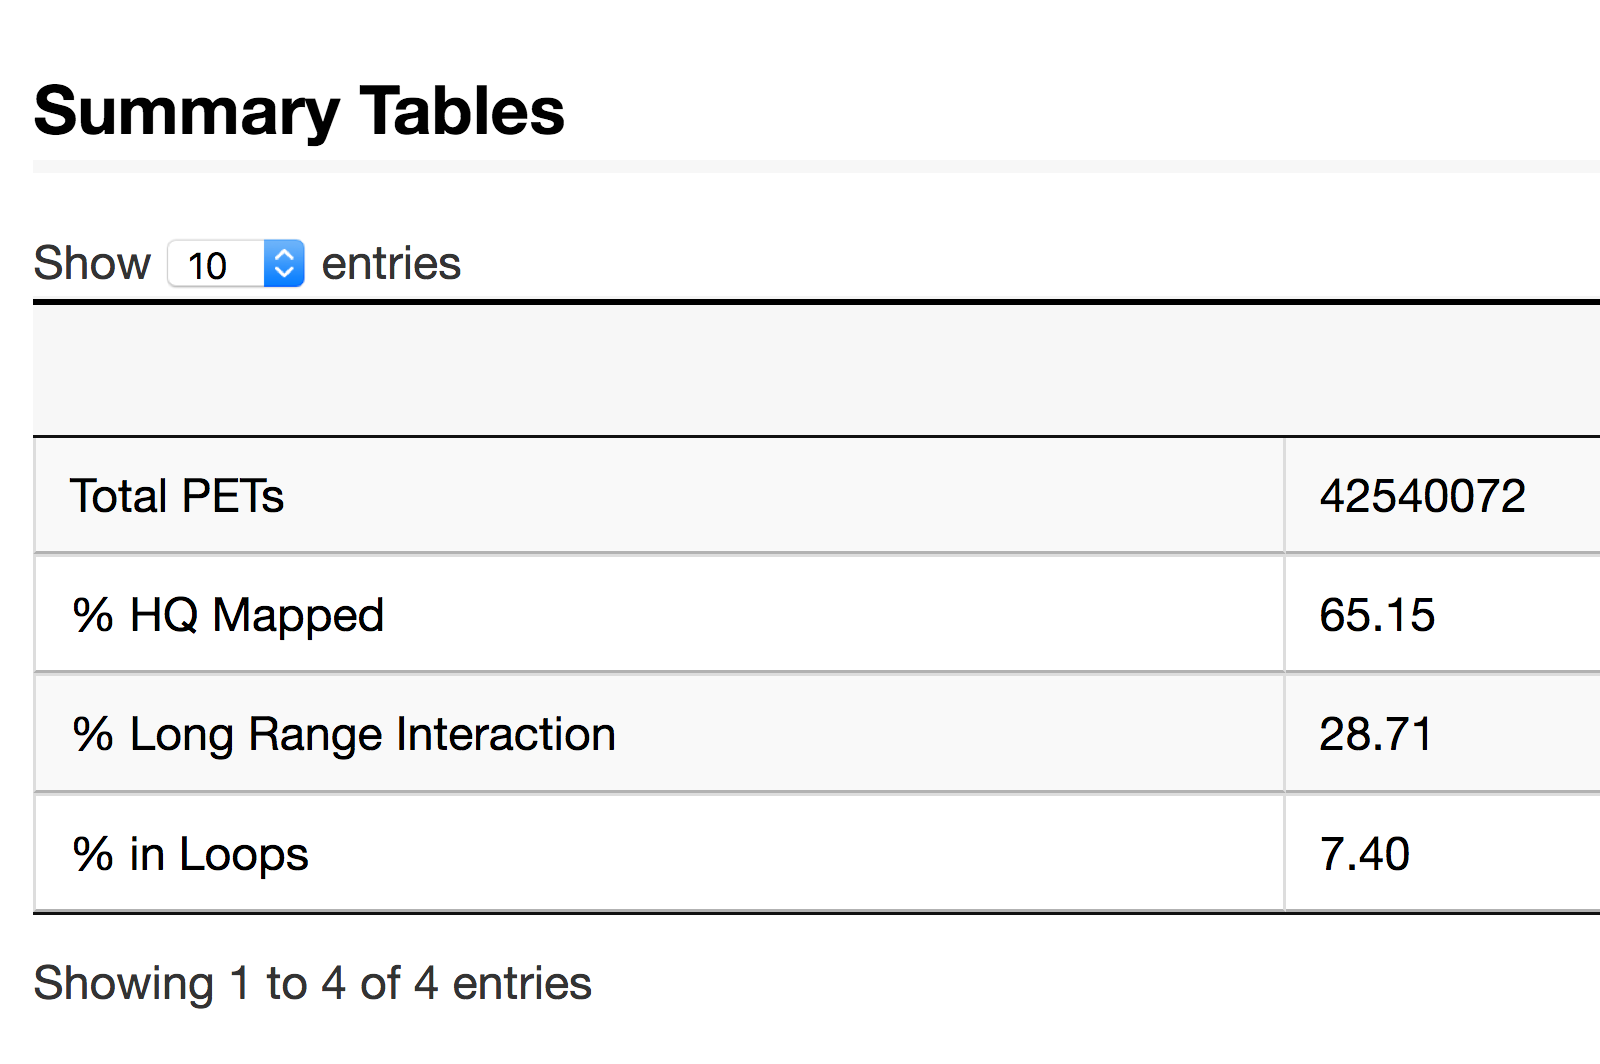 Summary Tables
Show 10 entries
Total PETs 42540072
% HQ Mapped 65.15
% Long Range Interaction 28.71
% in Loops 7.40
Showing 1 to 4 of 4 entries